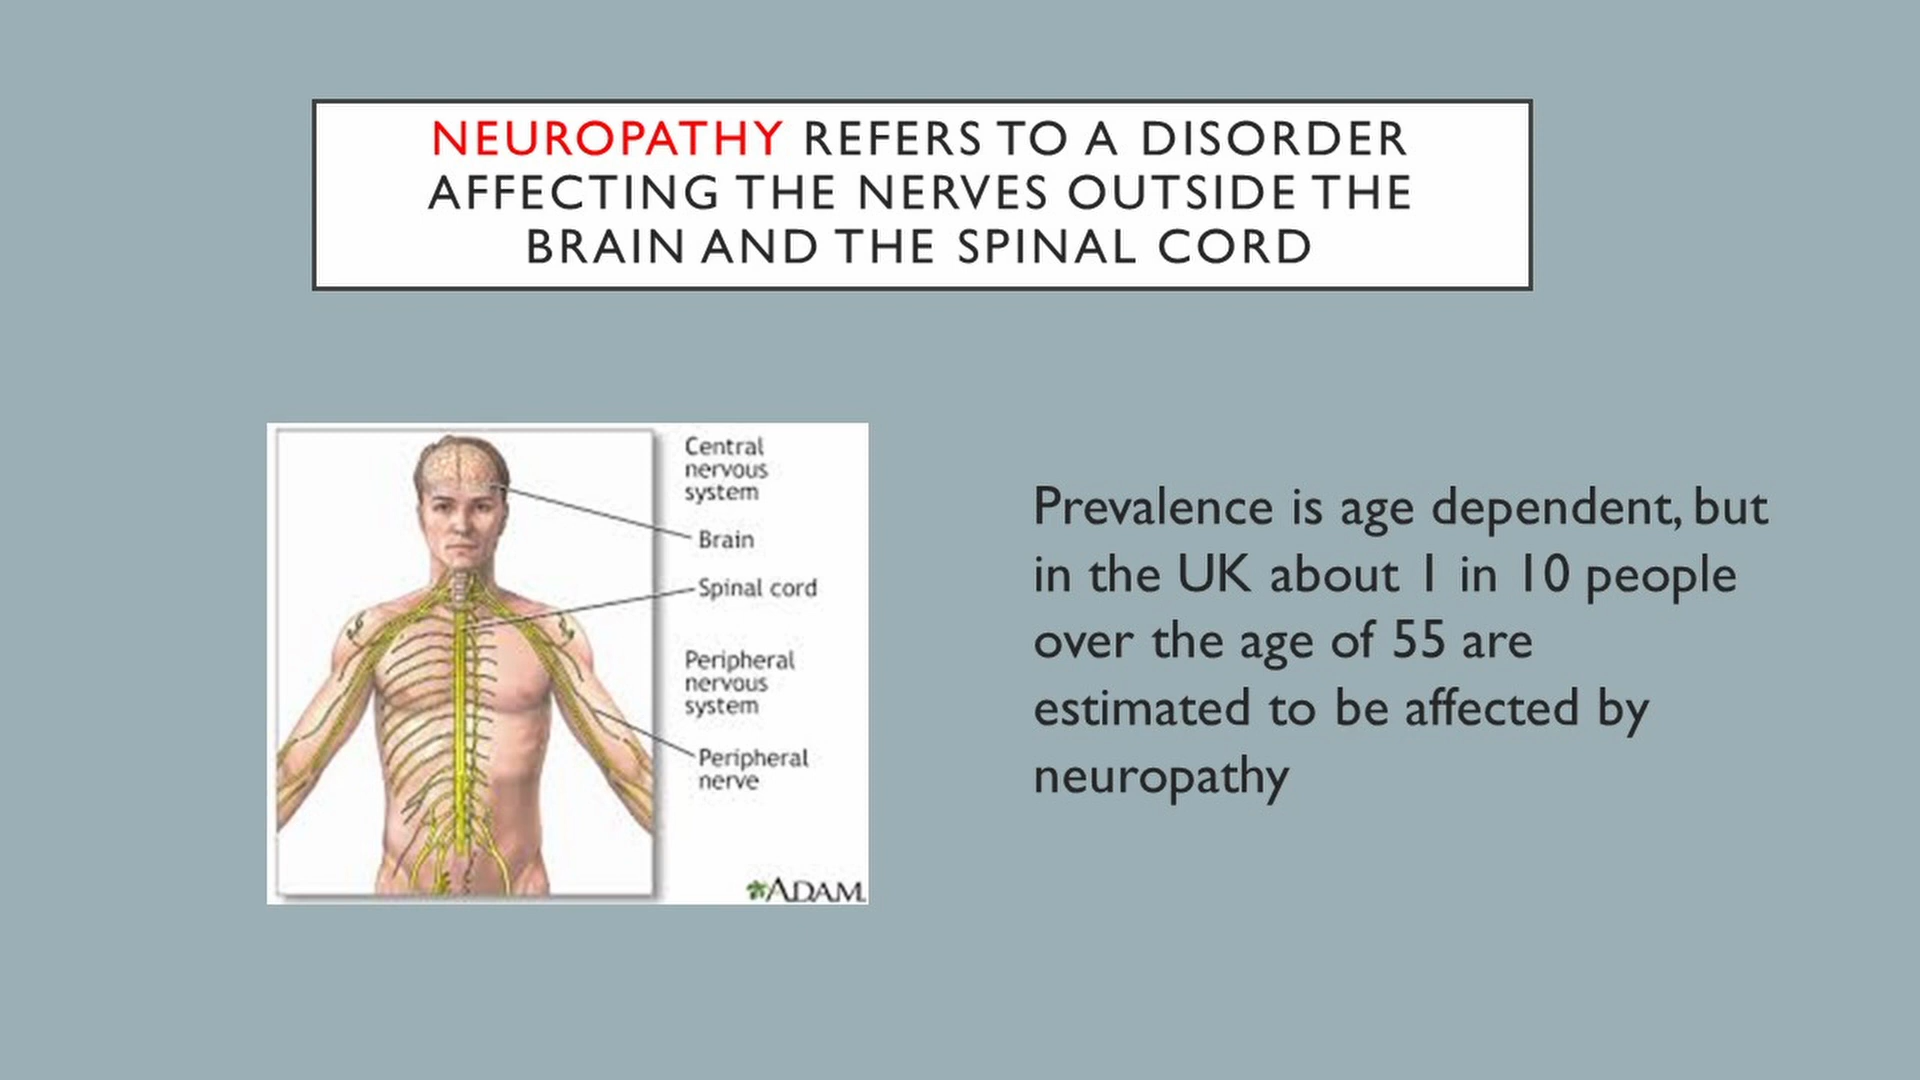 NEUROPATHY REFERS TO A DISORDER
AFFECTING THE NERVES OUTSIDE THE
BRAIN AND THE SPINAL CORD
Central
nervous
system
Brain
Spinal cord
Peripheral
nervous
system
Peripheral
nerve
ADAM.
Prevalence is age dependent, but
in the UK about 1 in 10 people
over the age of 55 are
estimated to be affected by
neuropathy